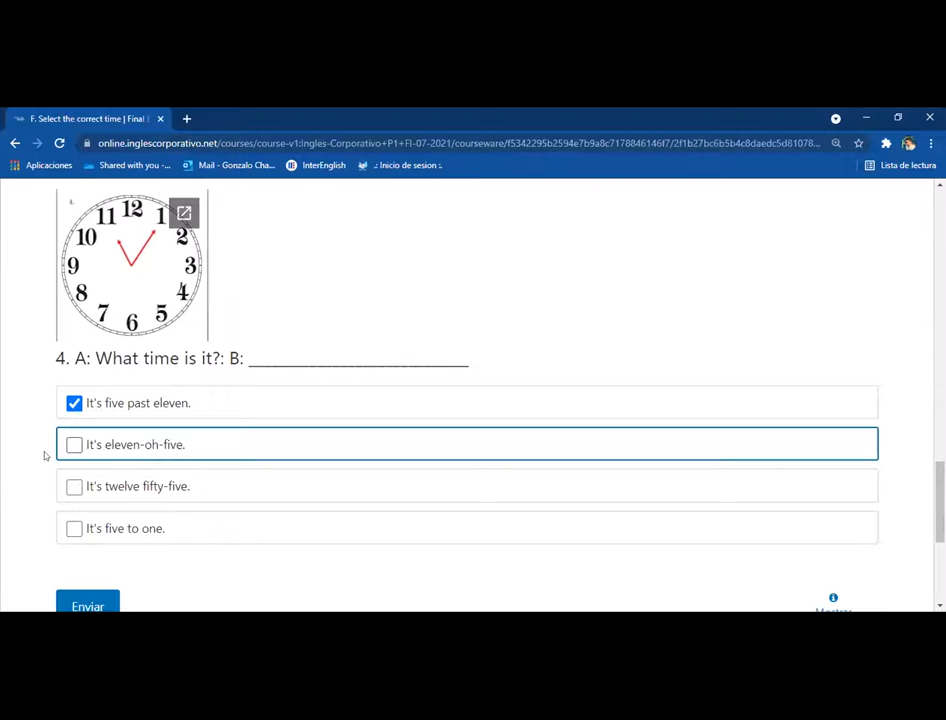 F. Select the correct time | Final
online.inglescorporativo.net/courses/course-v1:Ingles-Corporativo+P1+FI-07-2021/courseware/f5342295b2594e7b9a8c7178846146f7/2f1b27bc6b5b4c8daedc5d81078...
Aplicaciones
Shared with you -...
Mail - Gonzalo Cha...
InterEnglish
.: Inicio de sesion :.
Lista de lectura
12
11
1
10
2
9
3
8
4
7
5
6
4. A: What time is it?: B: ____________________________
It's five past eleven.
It's eleven-oh-five.
It's twelve fifty-five.
It's five to one.
Enviar